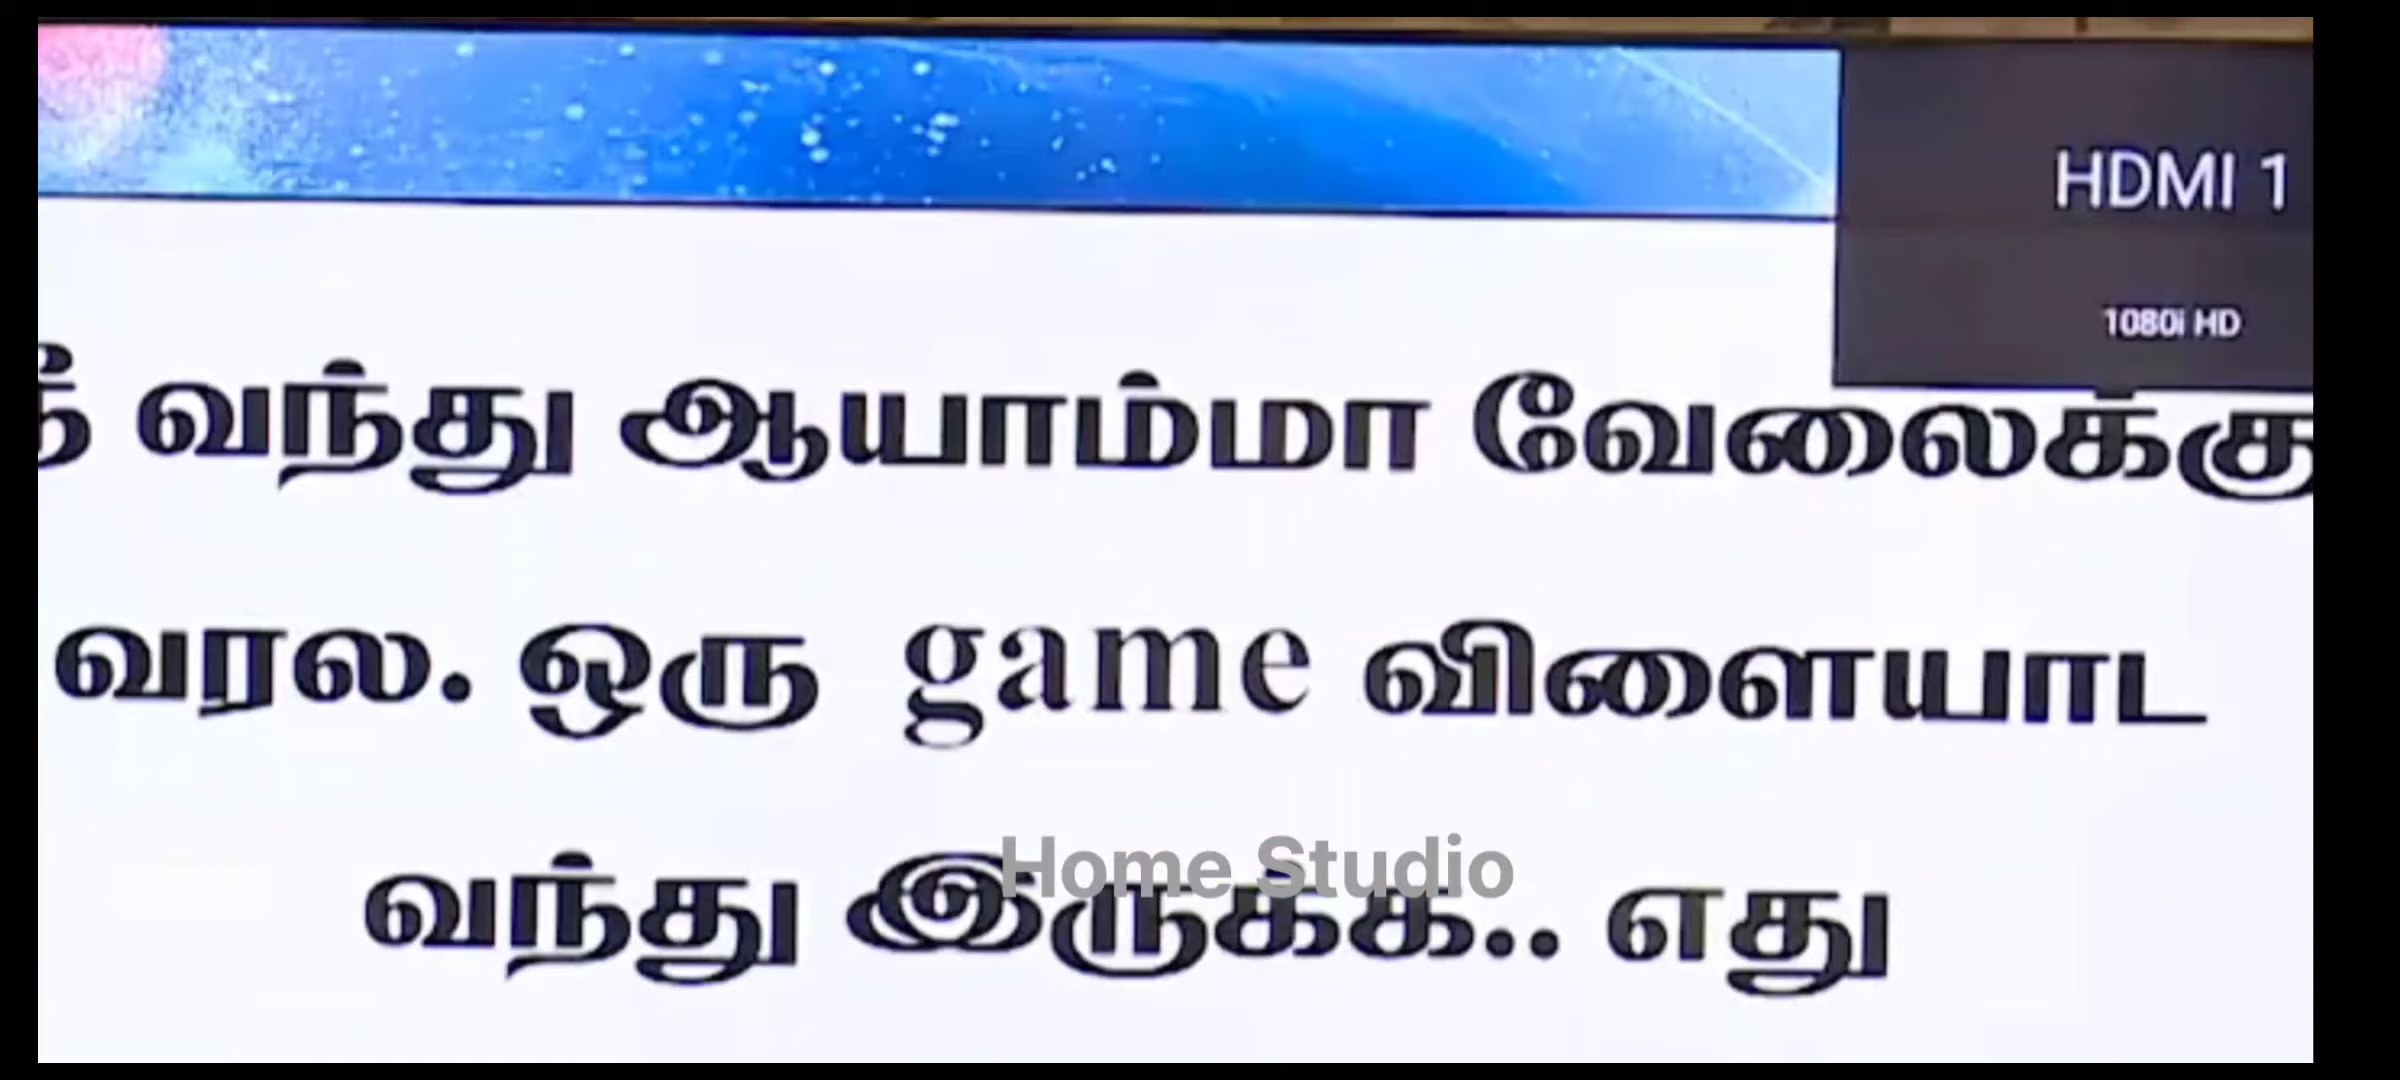 HDMI 1
1080i HD
நீ வந்து ஆயாம்மா வேலைக்கு
வரல. ஒரு game விளையாட
வந்து இருக்க.. எது
Home Studio